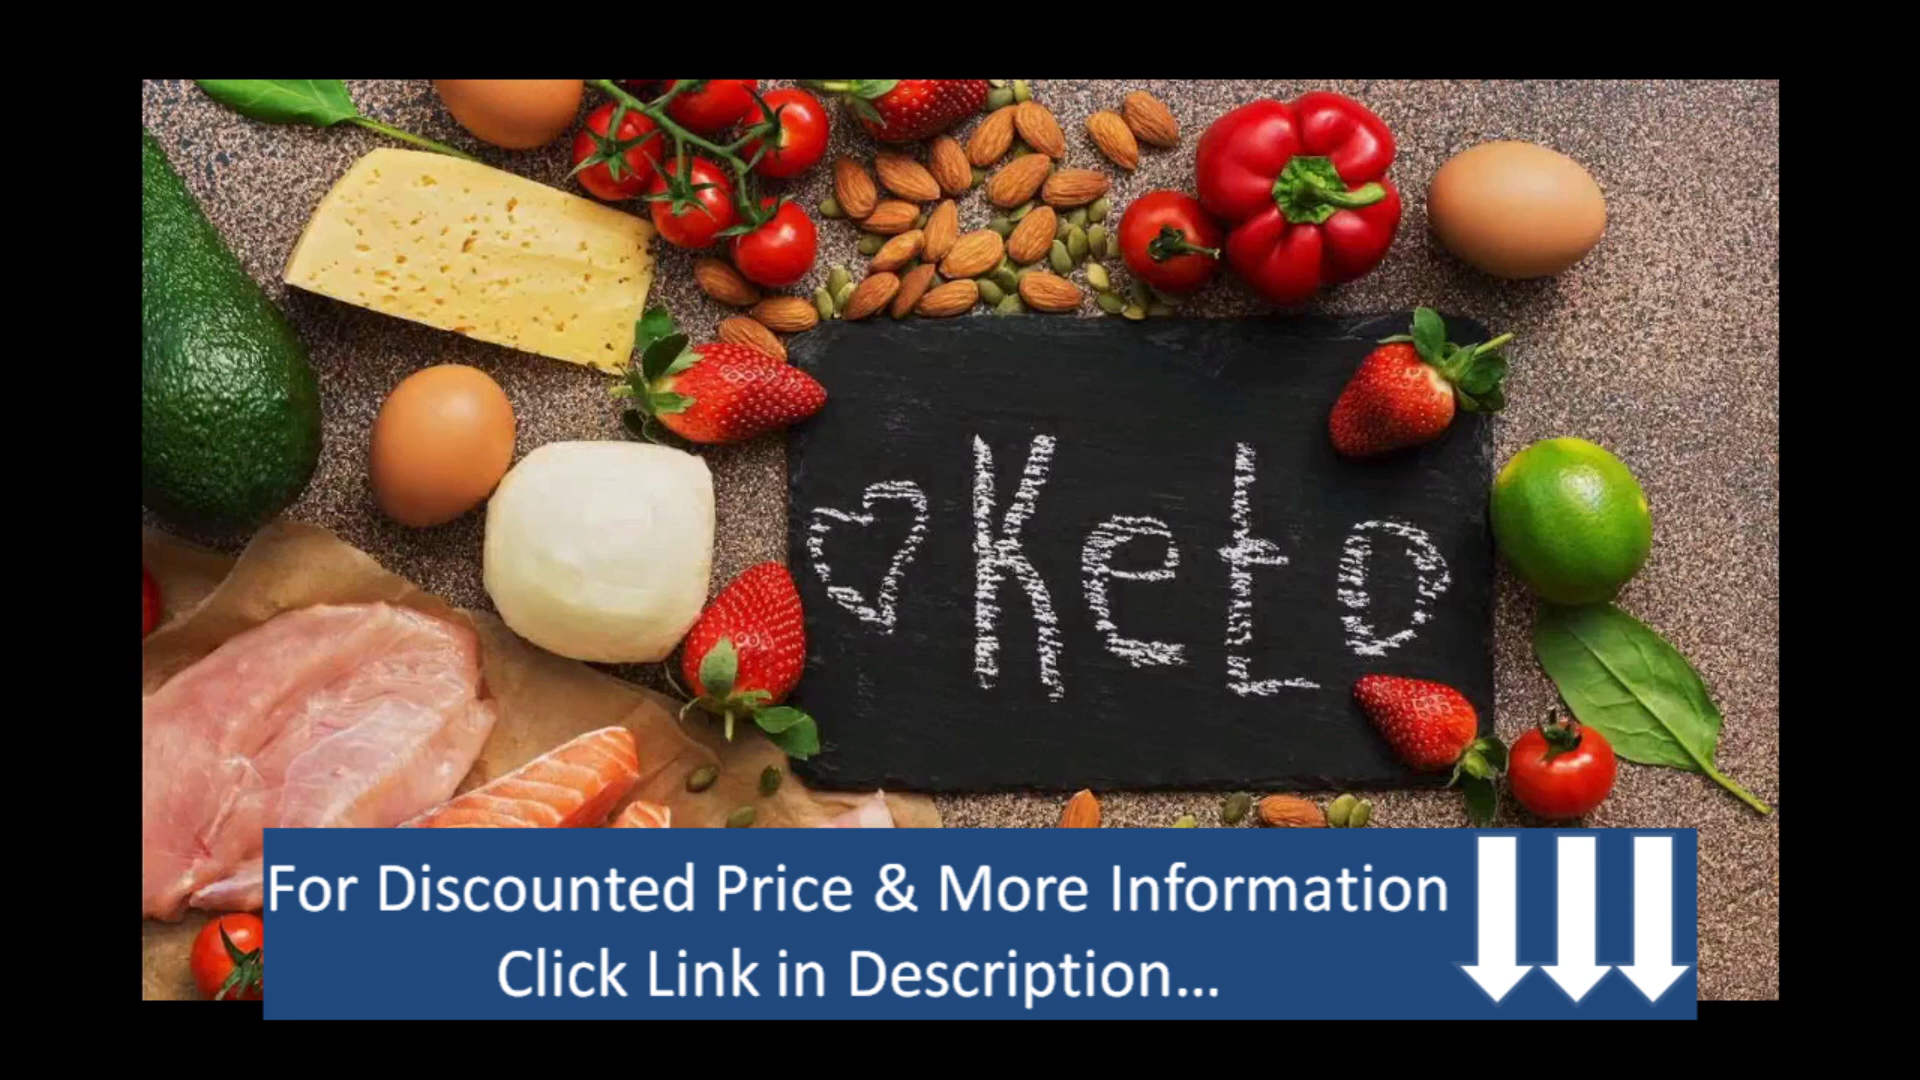 Keto
For Discounted Price & More Information
Click Link in Description...